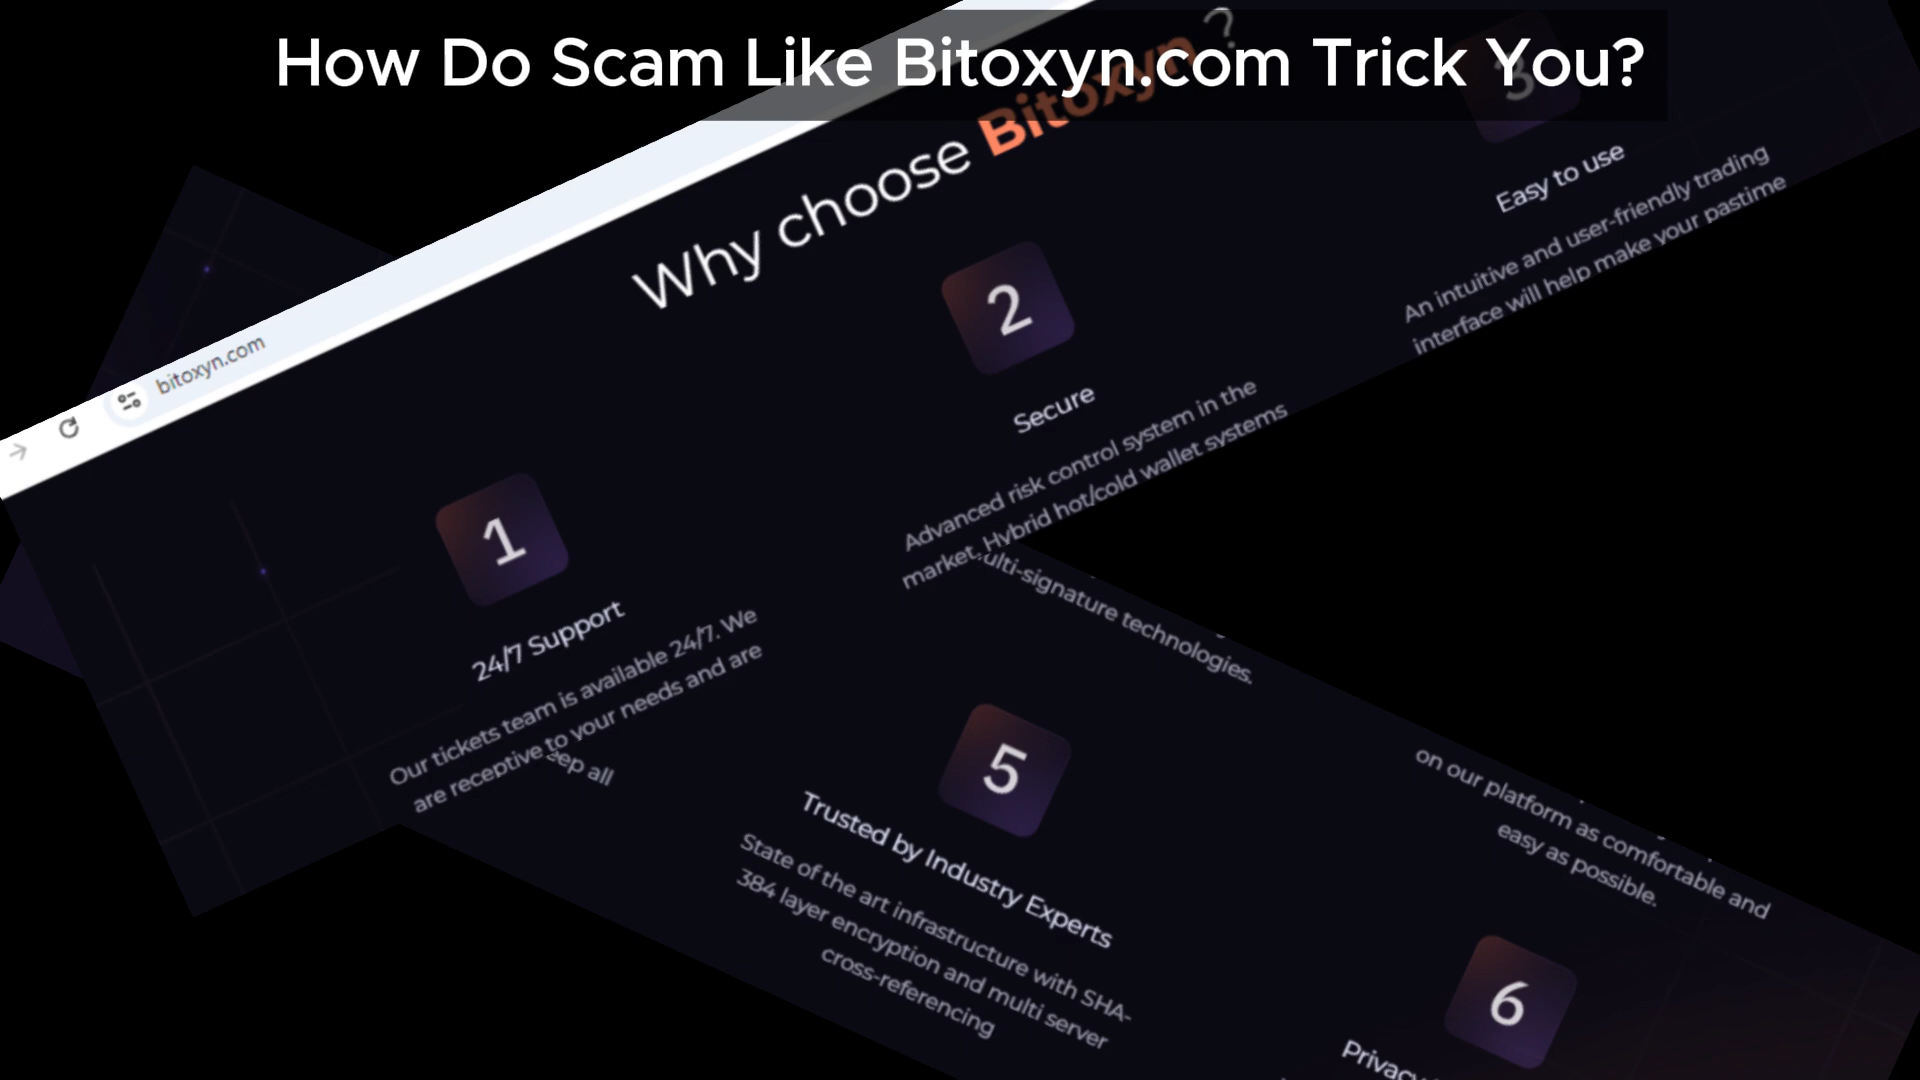 How Do Scam Like Bitoxyn.com Trick You?
bitoxyn.com
Why choose Bitoxyn?
1
24/7 Support
Our tickets team is available 24/7. We
are receptive to your needs and are
2
Secure
Advanced risk control system in the
market. Hybrid hot/cold wallet systems
3
Easy to use
An intuitive and user-friendly trading
interface will help make your pastime
all
signature technologies.
on our platform as comfortable and
easy as possible.
5
Trusted by Industry Experts
State of the art infrastructure with SHA-
384 layer encryption and multi server
cross-referencing
6
Privacy